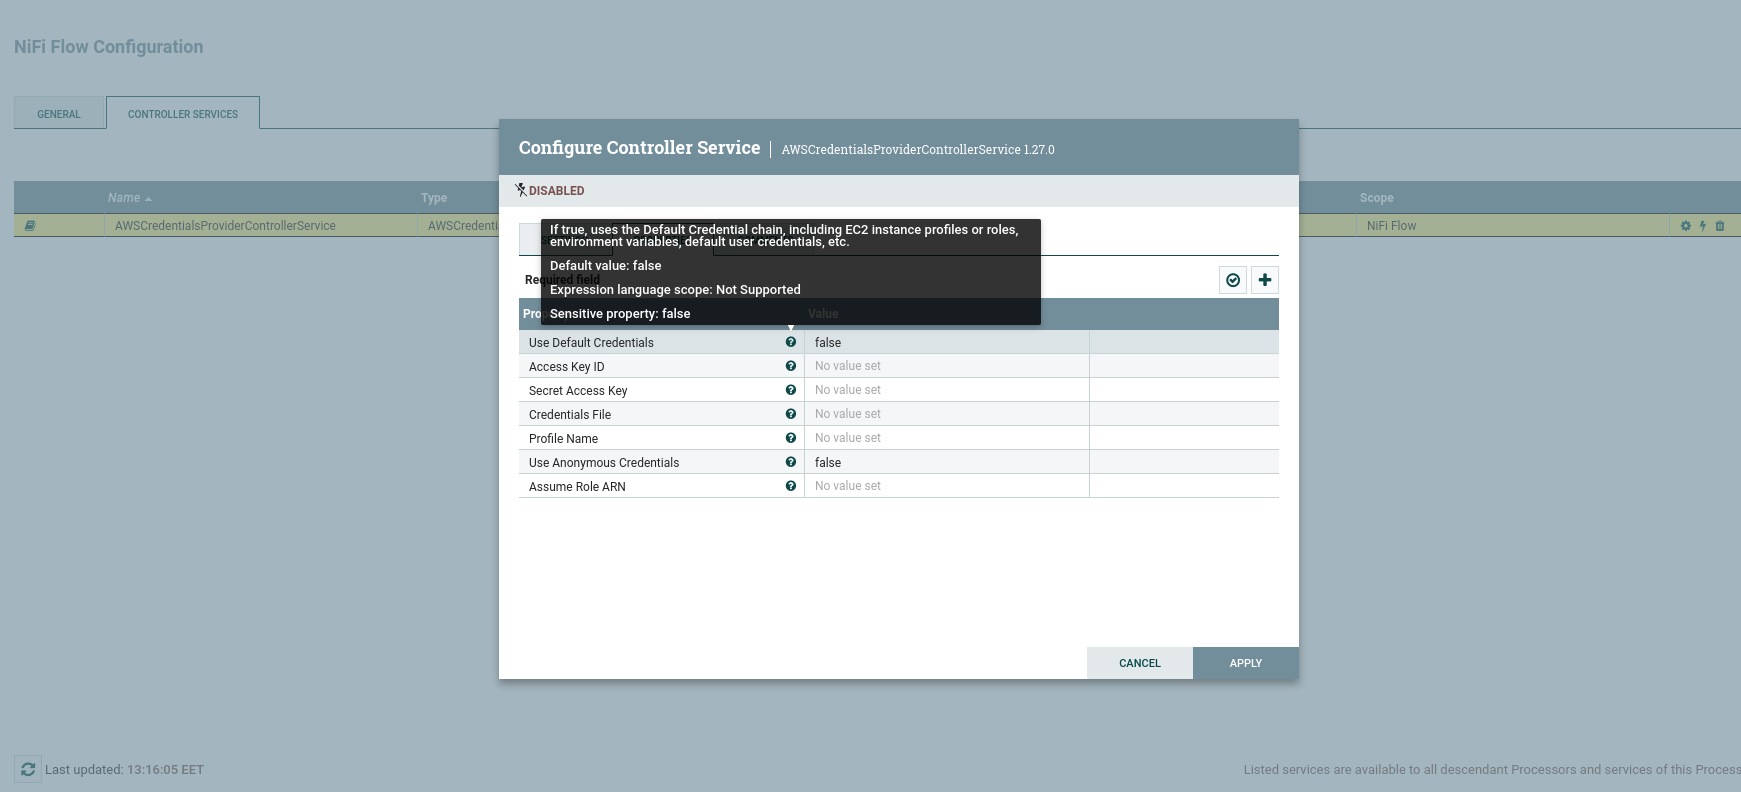 NiFi Flow Configuration
GENERAL
CONTROLLER SERVICES
Name
Type
Scope
AWSCredentialsProviderControllerService
AWSCredenti
NiFi Flow
Configure Controller Service
AWSCredentialsProviderControllerService 1.27.0
DISABLED
If true, uses the Default Credential chain, including EC2 instance profiles or roles,
environment variables, default user credentials, etc.
Default value: false
Expression language scope: Not Supported
Sensitive property: false
Required field
Value
Use Default Credentials
false
Access Key ID
No value set
Secret Access Key
No value set
Credentials File
No value set
Profile Name
No value set
Use Anonymous Credentials
false
Assume Role ARN
No value set
CANCEL
APPLY
Last updated: 13:16:05 EET
Listed services are available to all descendant Processors and services of this Process